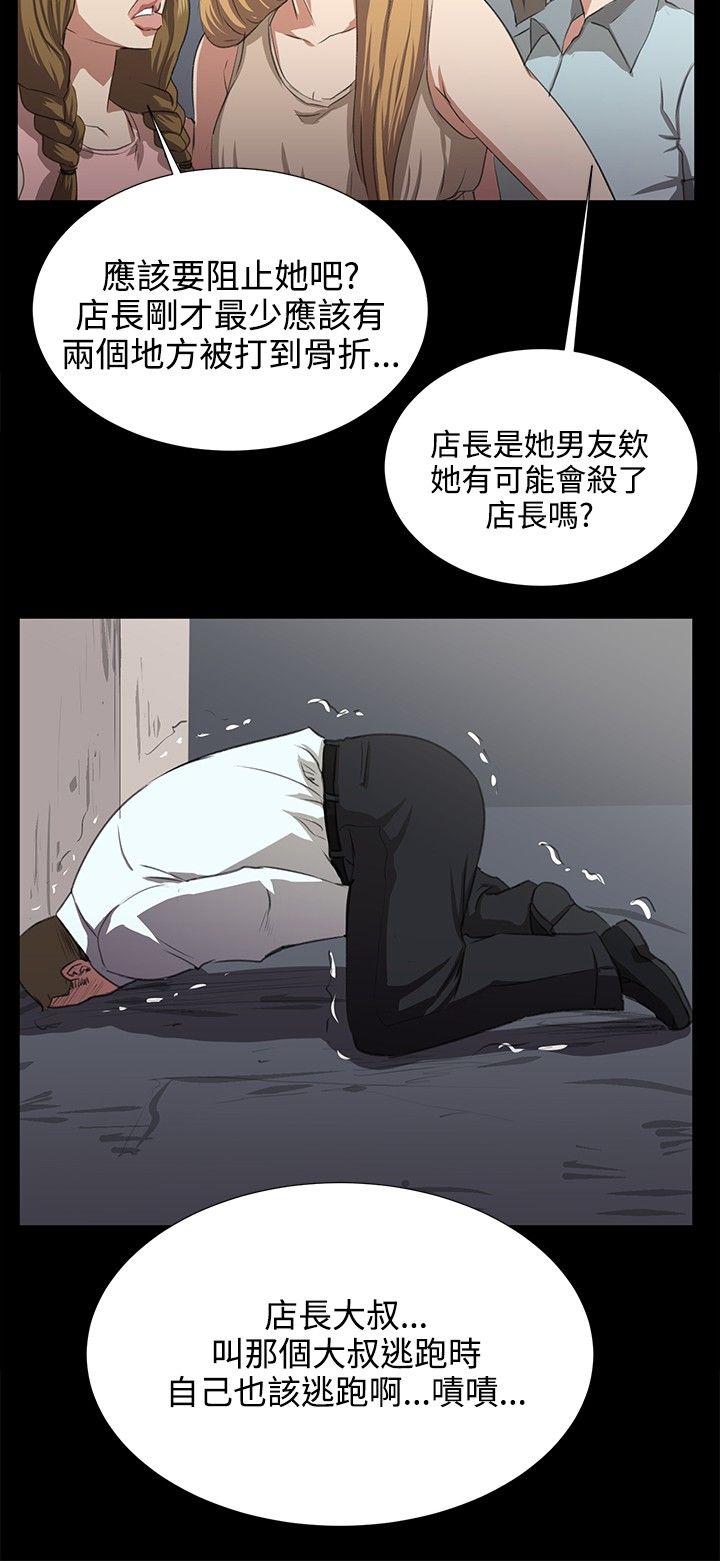 應該要阻止她吧?
店長剛才最少應該有
兩個地方被打到骨折...
店長是她男友欸
她有可能會殺了
店長嗎?
店長大叔...
叫那個大叔逃跑時
自己也該逃跑啊...嘖嘖...